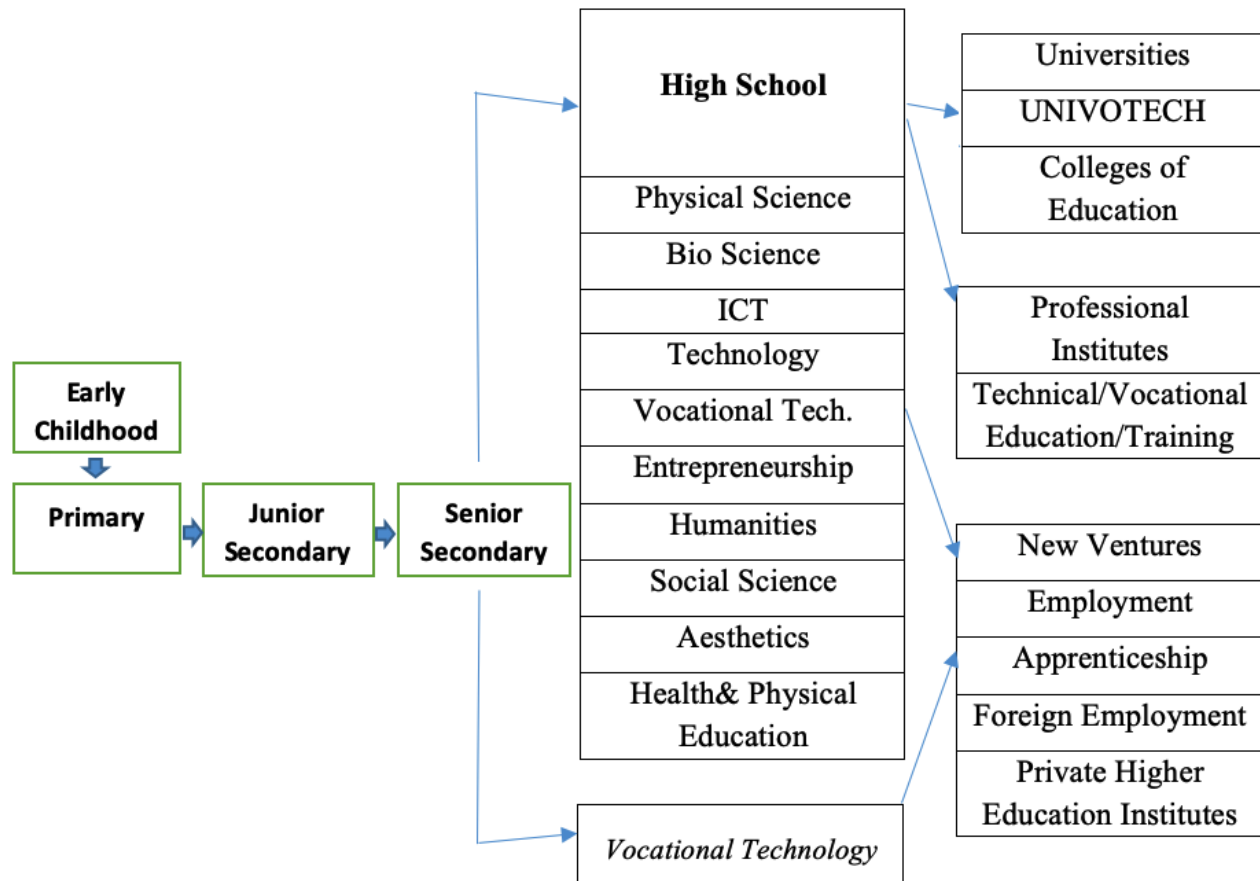 Early
Childhood
Primary
Junior
Secondary
Senior
Secondary
High School
Physical Science
Bio Science
ICT
Technology
Vocational Tech.
Entrepreneurship
Humanities
Social Science
Aesthetics
Health& Physical
Education
Vocational Technology
Universities
UNIVOTECH
Colleges of
Education
Professional
Institutes
Technical/Vocational
Education/Training
New Ventures
Employment
Apprenticeship
Foreign Employment
Private Higher
Education Institutes